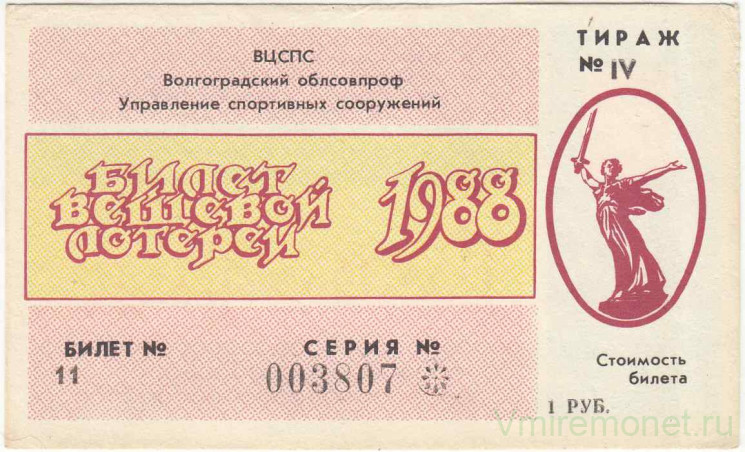 ВЦСПС
Волгоградский облсовпроф
Управление спортивных сооружений
БИЛЕТ
ВЕЩЕВОЙ
ЛОТЕРЕИ
1988
БИЛЕТ №
11
СЕРИЯ №
003807
ТИРАЖ
№ IV
Стоимость
билета
1 РУБ.
Vmiremonet.ru